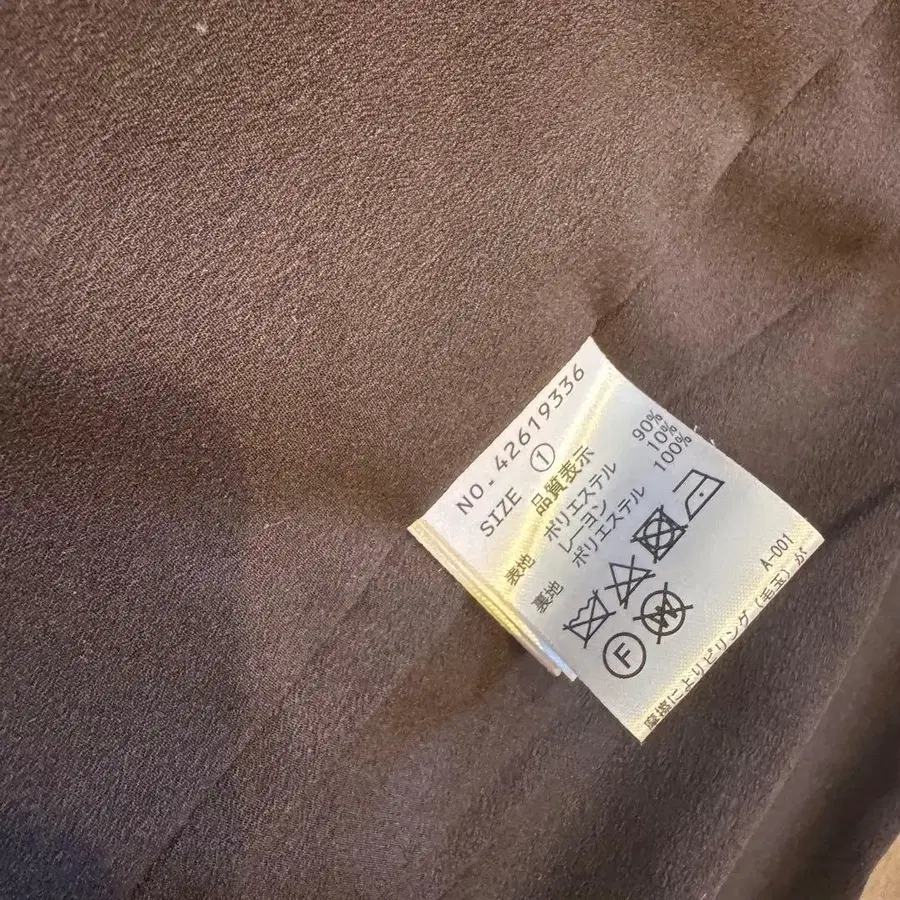 NO. 42619336
SIZE ①
品質表示
表地 ポリエステル 90%
レーヨン 10%
裏地 ポリエステル 100%
F W
A-001
摩擦によりピリング(毛玉)が